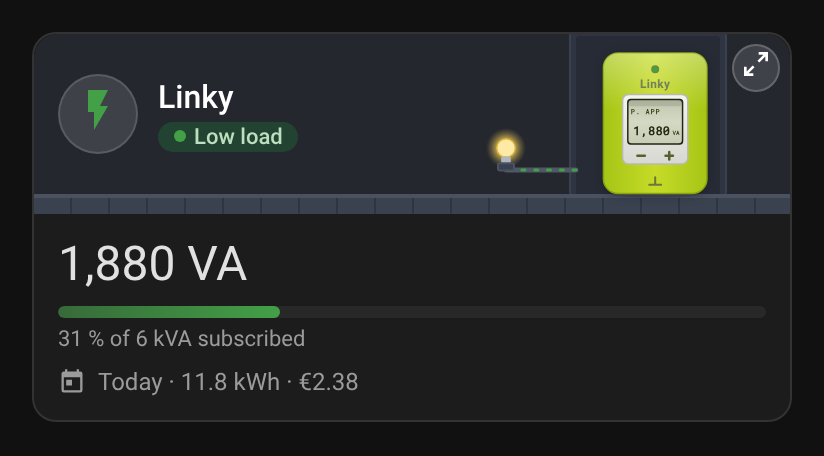 Linky
Low load
Linky
P. APP
1,880 VA
1,880 VA
31 % of 6 kVA subscribed
Today · 11.8 kWh · €2.38